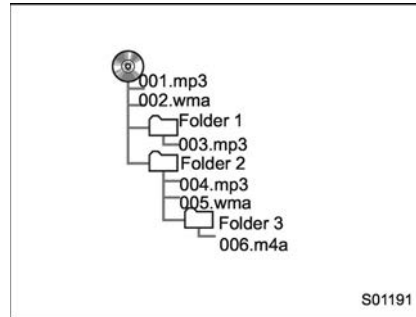 001.mp3
002.wma
Folder 1
003.mp3
Folder 2
004.mp3
005.wma
Folder 3
006.m4a
S01191